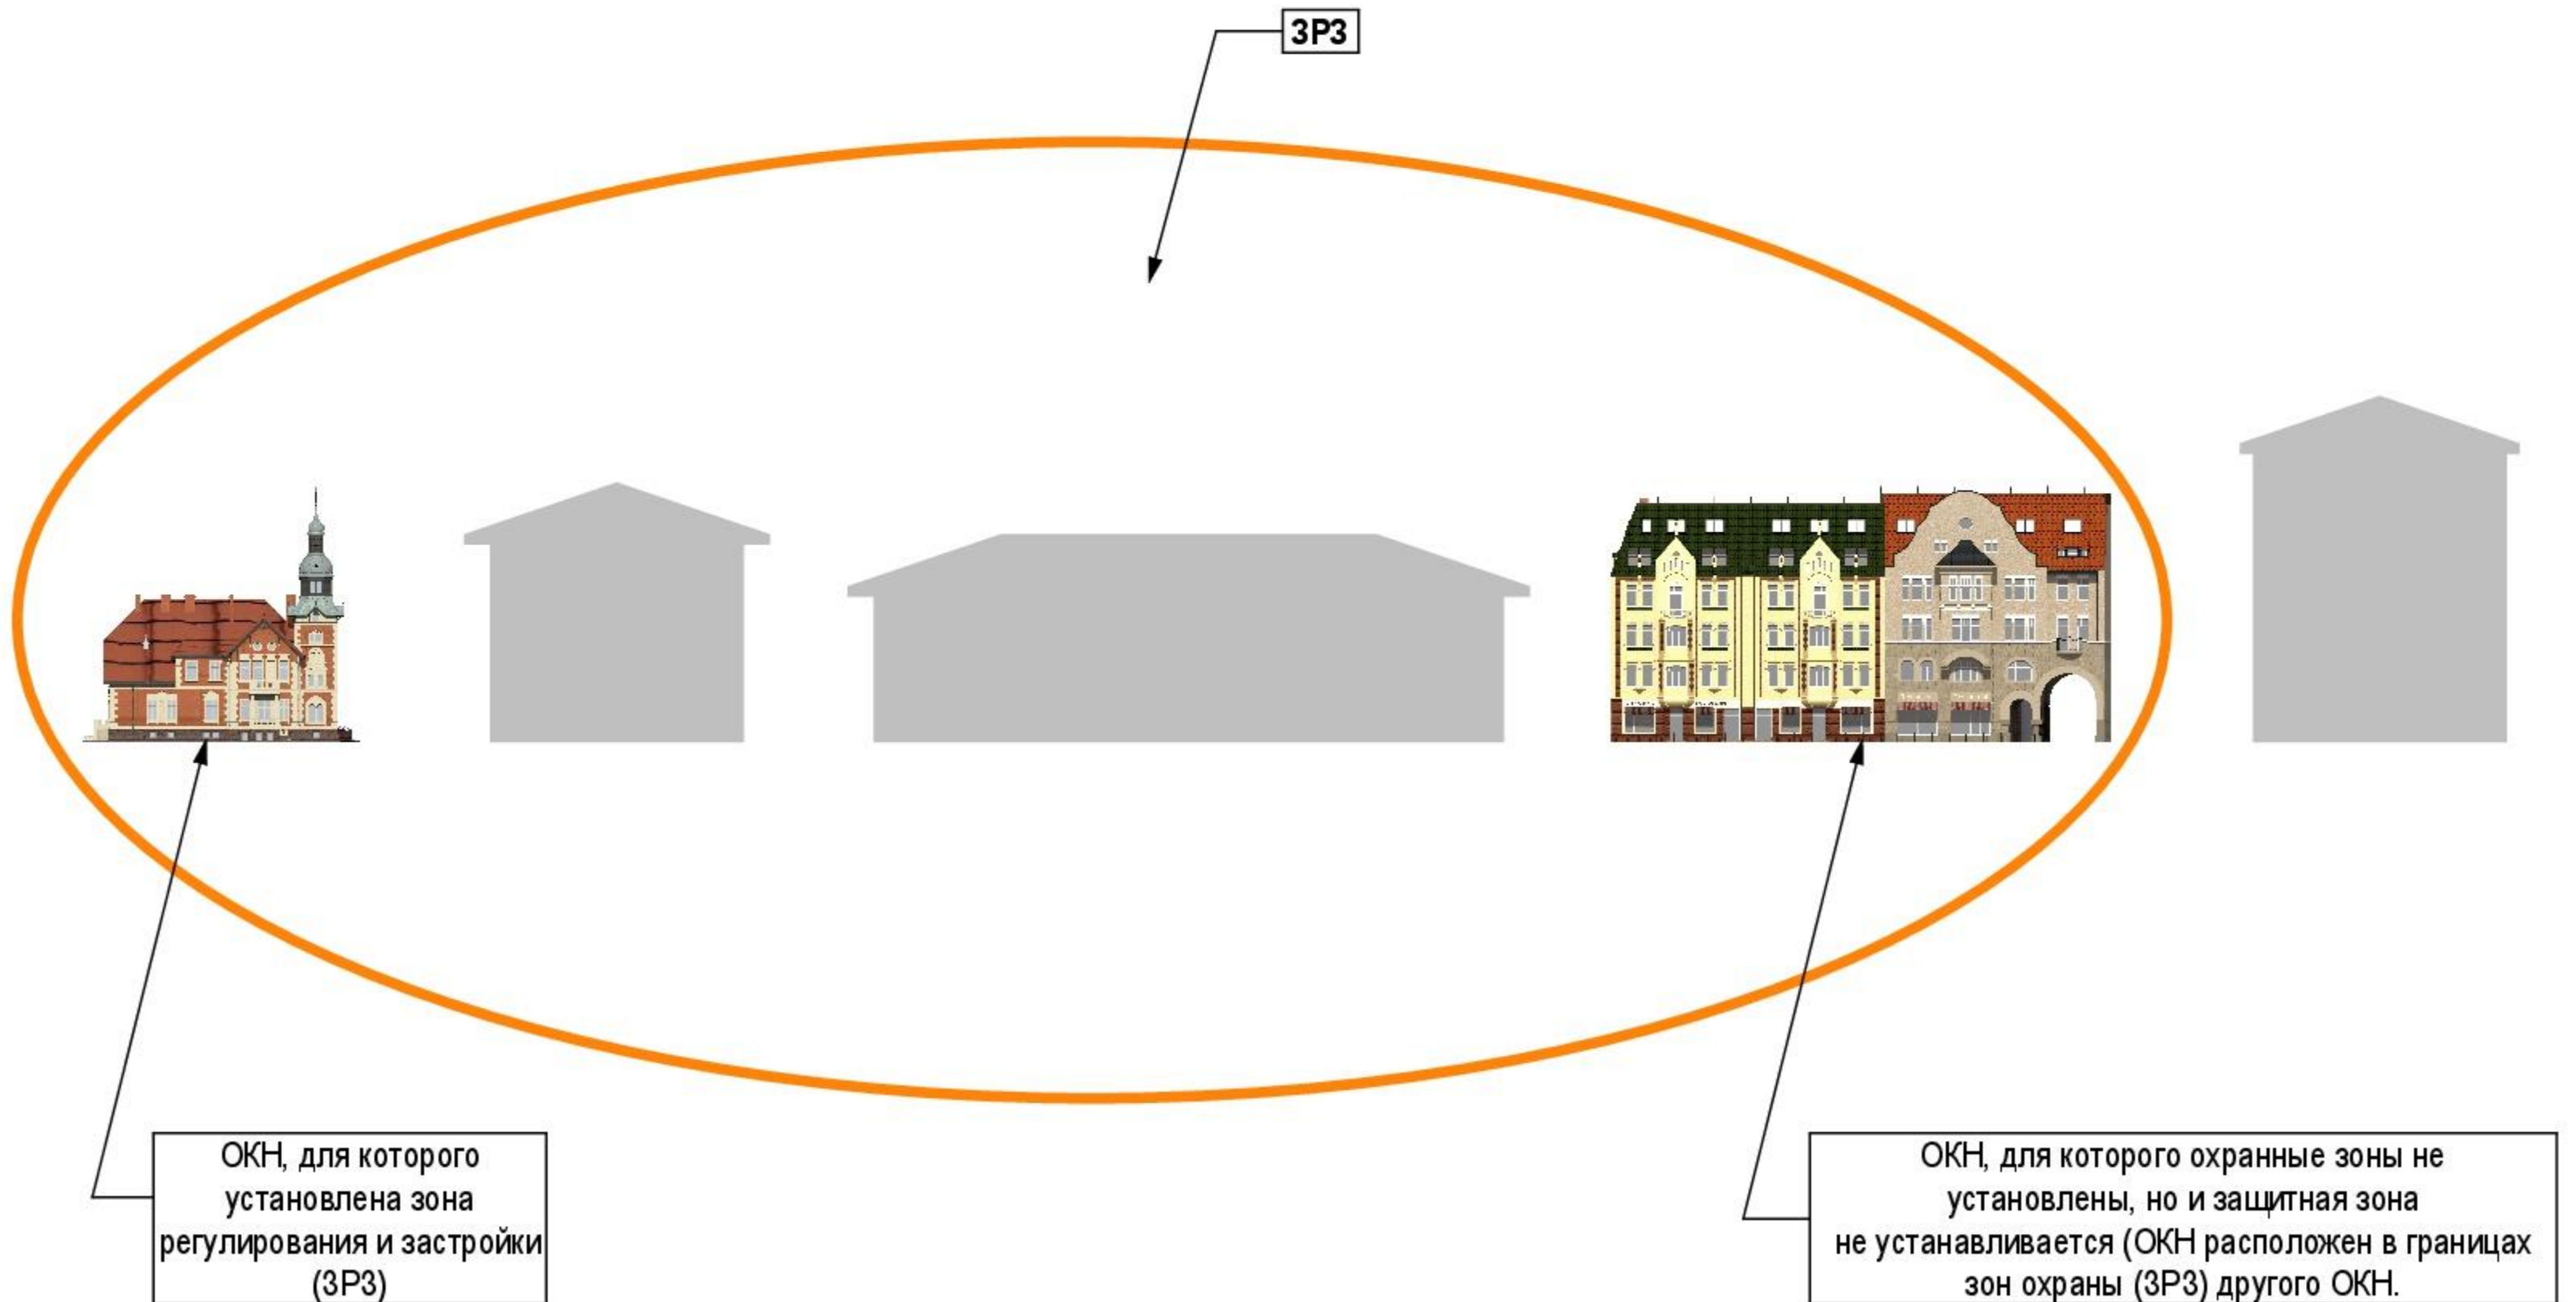 ЗРЗ
ОКН, для которого
установлена зона
регулирования и застройки
(ЗРЗ)
ОКН, для которого охранные зоны не
установлены, но и защитная зона
не устанавливается (ОКН расположен в границах
зон охраны (ЗРЗ) другого ОКН.